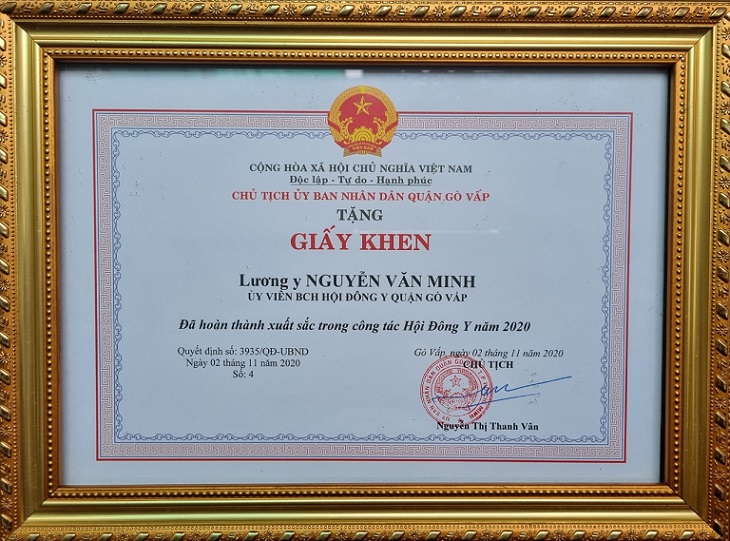 CỘNG HÒA XÃ HỘI CHỦ NGHĨA VIỆT NAM
Độc lập - Tự do - Hạnh phúc
CHỦ TỊCH ỦY BAN NHÂN DÂN QUẬN GÒ VẤP
TẶNG
GIẤY KHEN
Lương y NGUYỄN VĂN MINH
ỦY VIÊN BCH HỘI ĐÔNG Y QUẬN GÒ VẤP
Đã hoàn thành xuất sắc trong công tác Hội Đông Y năm 2020
Quyết định số: 3935/QĐ-UBND
Ngày 02 tháng 11 năm 2020
Số: 4
Gò Vấp, ngày 02 tháng 11 năm 2020
CHỦ TỊCH
Nguyễn Thị Thanh Vân